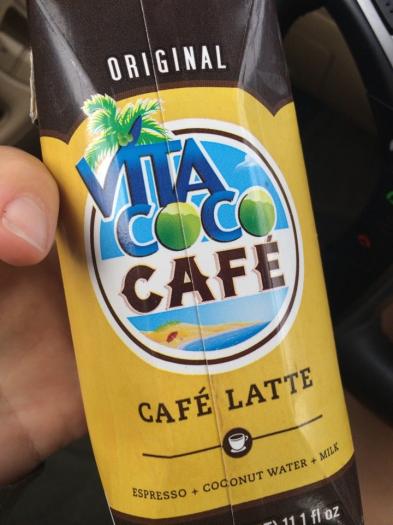 ORIGINAL
VITA
COCO
CAFÉ
CAFÉ LATTE
ESPRESSO + COCONUT WATER + MILK
11.1 fl oz